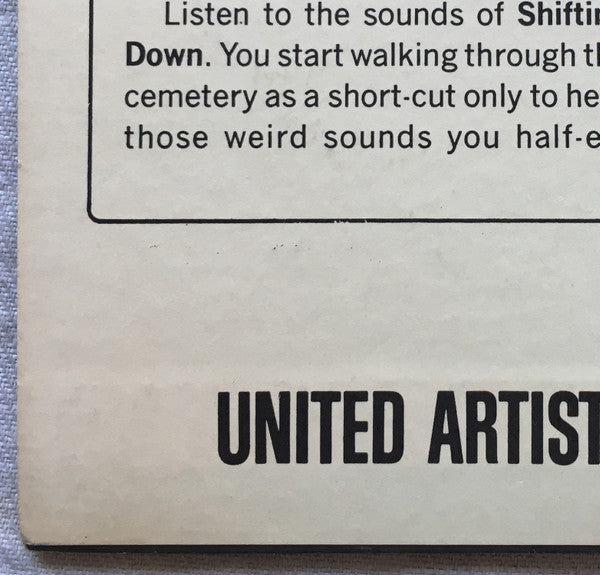 Listen to the sounds of Shiftin
Down. You start walking through th
cemetery as a short-cut only to he
those weird sounds you half-e
UNITED ARTIST